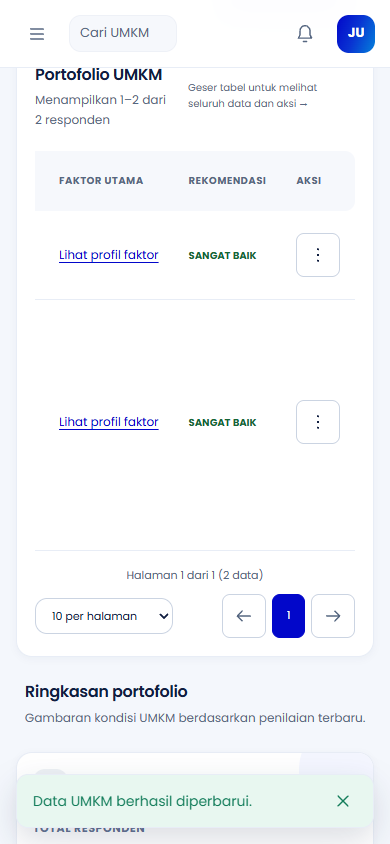 Cari UMKM
JU
Portofolio UMKM
Menampilkan 1–2 dari
2 responden
Geser tabel untuk melihat
seluruh data dan aksi →
FAKTOR UTAMA REKOMENDASI AKSI
Lihat profil faktor SANGAT BAIK
Lihat profil faktor SANGAT BAIK
Halaman 1 dari 1 (2 data)
10 per halaman 1
Ringkasan portofolio
Gambaran kondisi UMKM berdasarkan penilaian terbaru.
Data UMKM berhasil diperbarui.
TOTAL RESPONDEN